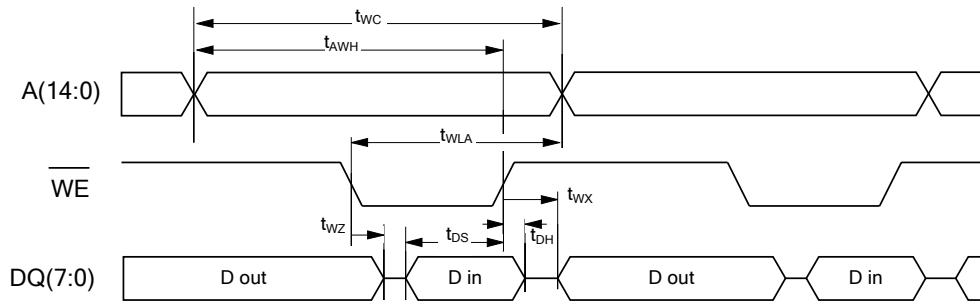 tWC
tAWH
A(14:0)
tWLA
WE
tWX
tWZ
tDS
tDH
DQ(7:0)
D out
D in
D out
D in